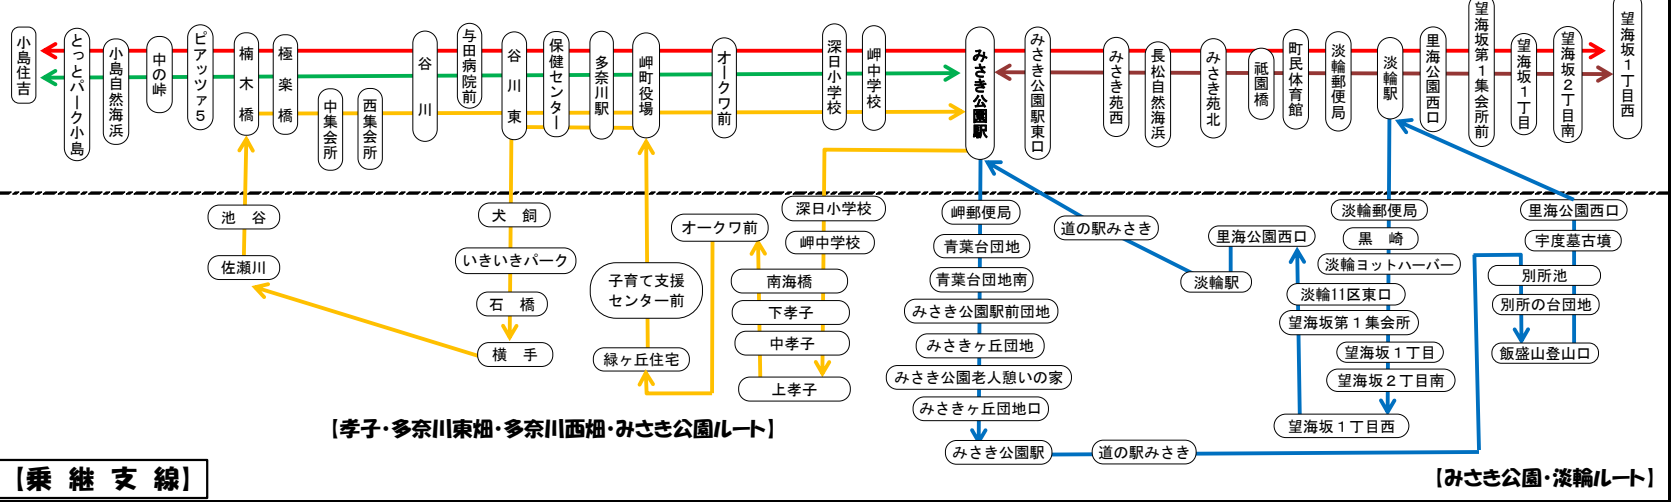 小島住吉
とっとパーク小島
小島自然海浜
中の峠
ピアッツァ5
楠木橋
極楽橋
中集会所
西集会所
谷川
与田病院前
谷川東
保健センター
多奈川駅
岬町役場
オークワ前
深日小学校
岬中学校
みさき公園駅
みさき公園駅東口
みさき苑西
長松自然海浜
みさき苑北
祗園橋
町民体育館
淡輪郵便局
淡輪駅
里海公園西口
望海坂第1集会所前
望海坂1丁目
望海坂2丁目南
望海坂1丁目西
池 谷
佐瀬川
犬 飼
いきいきパーク
石 橋
横 手
子育て支援
センター前
緑ヶ丘住宅
オークワ前
南海橋
下孝子
中孝子
上孝子
深日小学校
岬中学校
岬郵便局
青葉台団地
青葉台団地南
みさき公園駅前団地
みさきヶ丘団地
みさき公園老人憩いの家
みさきヶ丘団地口
みさき公園駅
道の駅みさき
道の駅みさき
淡輪駅
里海公園西口
淡輪11区東口
望海坂第1集会所
望海坂1丁目西
淡輪郵便局
黒 崎
淡輪ヨットハーバー
望海坂1丁目
望海坂2丁目南
里海公園西口
宇度墓古墳
別所池
別所の台団地
飯盛山登山口
【孝子・多奈川東畑・多奈川西畑・みさき公園ルート】
【乗 継 支 線】
【みさき公園・淡輪ルート】